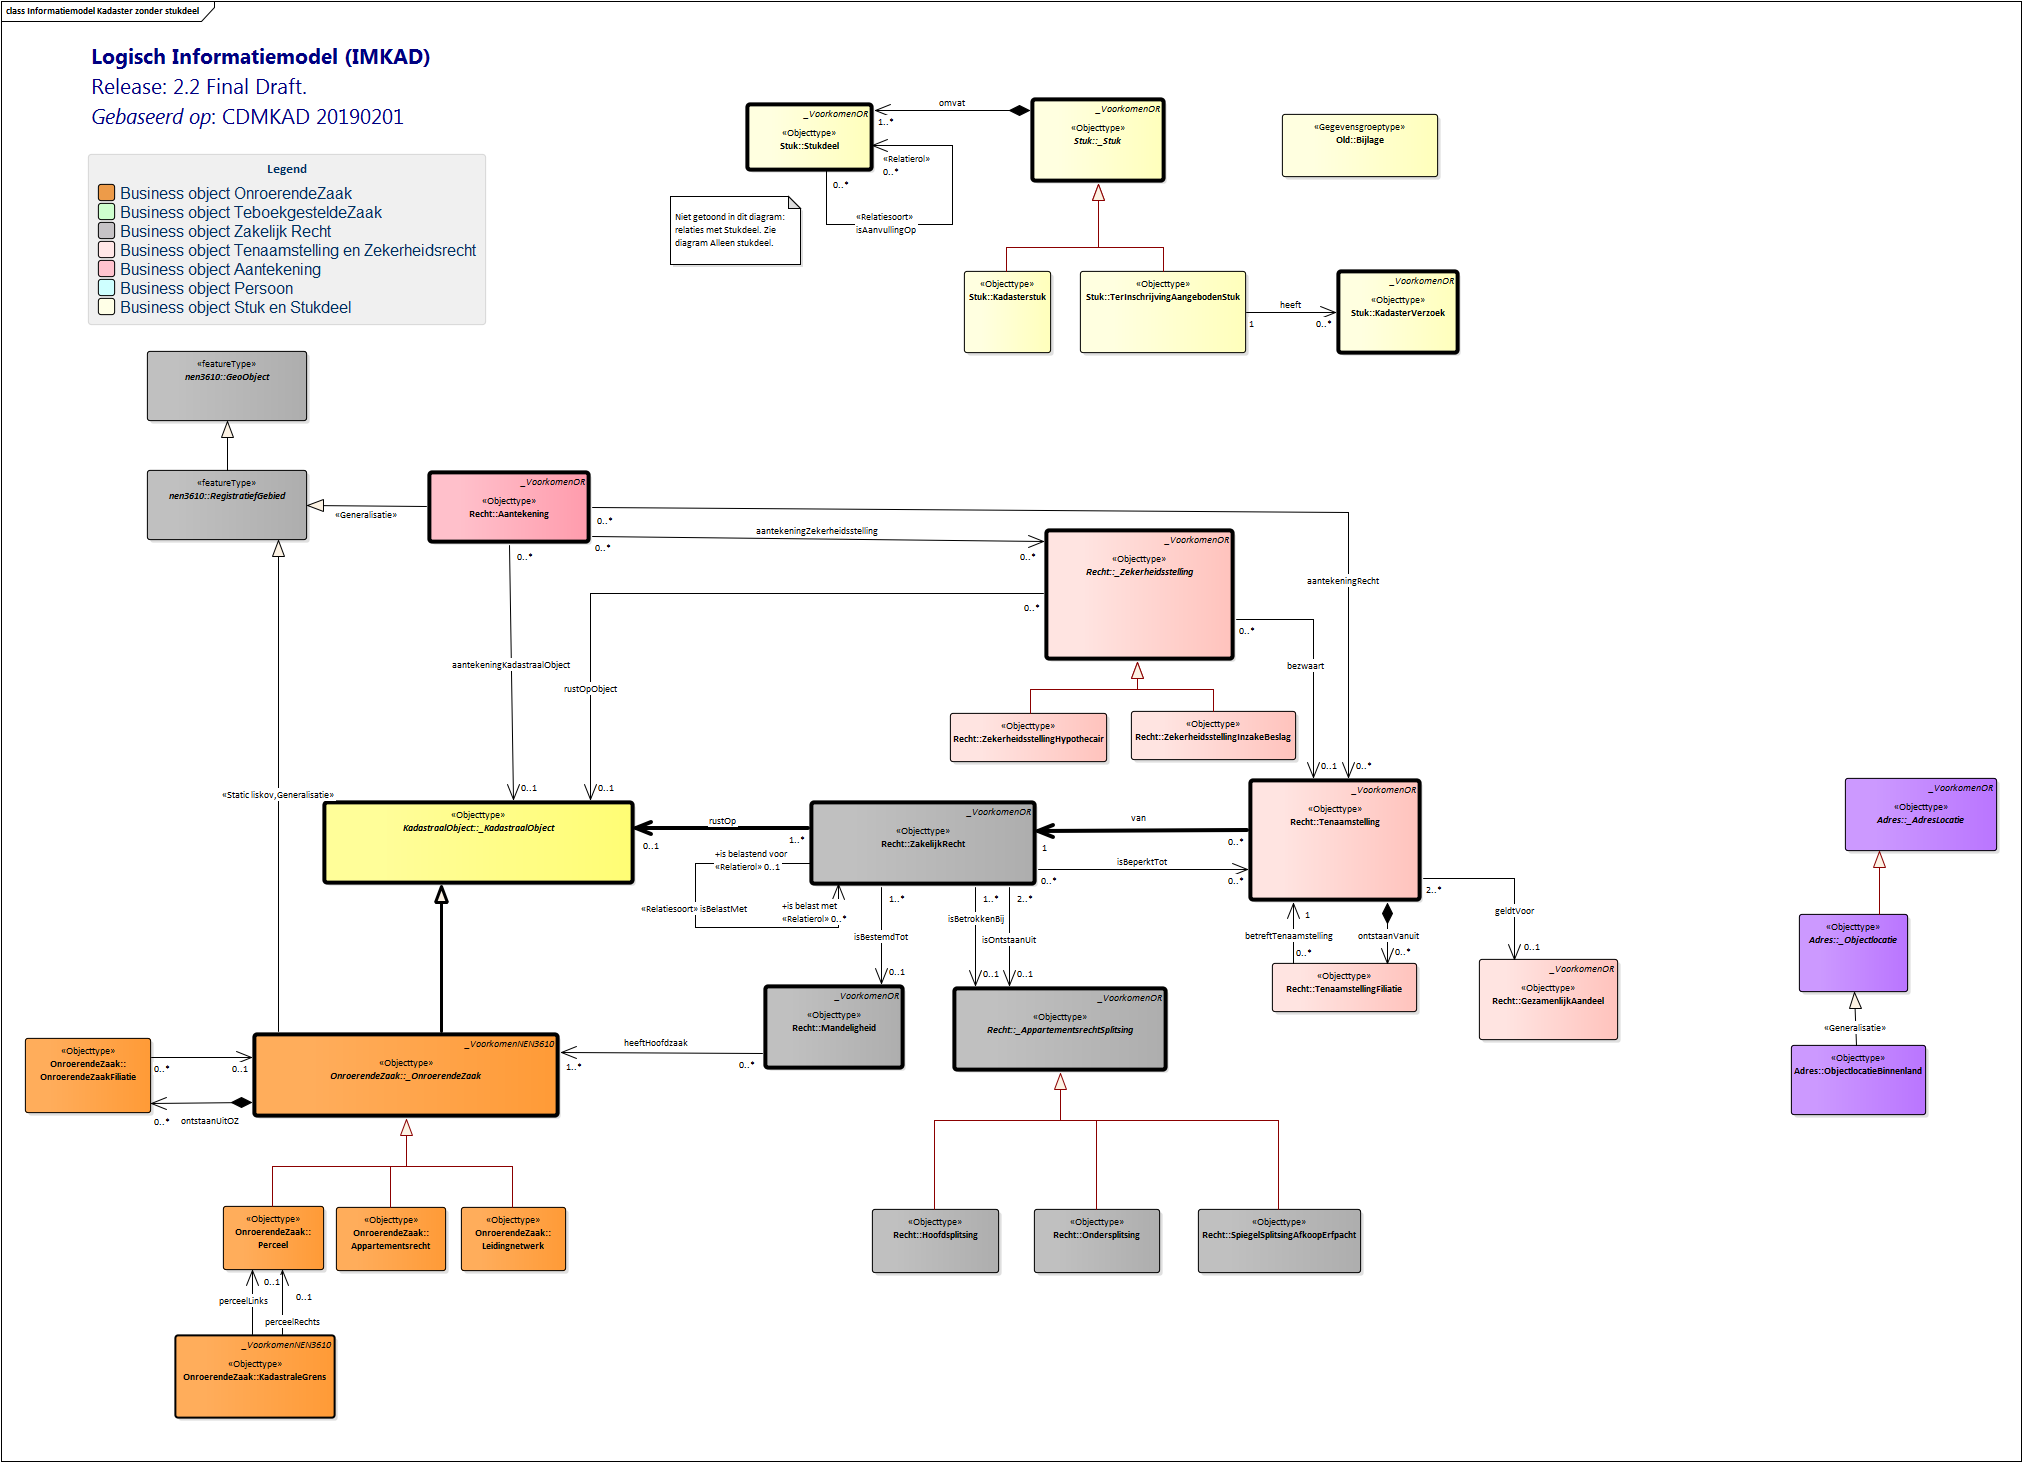 class Informatiemodel Kadaster zonder stukdeel
Logisch Informatiemodel (IMKAD)
Release: 2.2 Final Draft.
Gebaseerd op: CDMKAD 20190201
Legend
Business object OnroerendeZaak
Business object TeboekgesteldeZaak
Business object Zakelijk Recht
Business object Tenaamstelling en Zekerheidsrecht
Business object Aantekening
Business object Persoon
Business object Stuk en Stukdeel
_VoorkomenOR
«Objecttype»
Stuk::Stukdeel
omvat
1..*
_VoorkomenOR
«Objecttype»
Stuk::_Stuk
«Gegevensgroeptype»
Old::Bijlage
«Relatierol»
0..*
0..*
«Relatiesoort»
isAanvullingOp
Niet getoond in dit diagram:
relaties met Stukdeel. Zie
diagram Alleen stukdeel.
«Objecttype»
Stuk::Kadasterstuk
«Objecttype»
Stuk::TerInschrijvingAangebodenStuk
heeft
1
0..*
_VoorkomenOR
«Objecttype»
Stuk::KadasterVerzoek
«featureType»
nen3610::GeoObject
«featureType»
nen3610::RegistratiefGebied
«Generalisatie»
_VoorkomenOR
«Objecttype»
Recht::Aantekening
0..*
0..*
0..*
aantekeningZekerheidsstelling
0..*
_VoorkomenOR
«Objecttype»
Recht::_Zekerheidsstelling
0..*
0..*
aantekeningRecht
aantekeningKadastraalObject
rustOpObject
bezwaart
«Objecttype»
Recht::ZekerheidsstellingHypothecair
«Objecttype»
Recht::ZekerheidsstellingInzakeBeslag
0..1
0..*
0..1
0..1
«Static liskov,Generalisatie»
«Objecttype»
KadastraalObject::_KadastraalObject
rustOp
0..1
1..*
_VoorkomenOR
«Objecttype»
Recht::ZakelijkRecht
van
1
0..*
isBeperktTot
0..*
0..*
_VoorkomenOR
«Objecttype»
Recht::Tenaamstelling
_VoorkomenOR
«Objecttype»
Adres::_AdresLocatie
+is belastend voor
«Relatierol» 0..1
«Relatiesoort» isBelastMet
+is belast met
«Relatierol» 0..*
1..*
isBestemdTot
0..1
1..*
isBetrokkenBij
0..1
2..*
isOntstaanUit
0..1
1
betreftTenaamstelling
0..*
ontstaanVanuit
0..*
2..*
geldtVoor
0..1
«Objecttype»
Recht::TenaamstellingFiliatie
_VoorkomenOR
«Objecttype»
Recht::GezamenlijkAandeel
«Objecttype»
Adres::_Objectlocatie
«Generalisatie»
«Objecttype»
Adres::ObjectlocatieBinnenland
_VoorkomenOR
«Objecttype»
Recht::Mandeligheid
_VoorkomenOR
«Objecttype»
Recht::_AppartementsrechtSplitsing
heeftHoofdzaak
1..*
0..*
«Objecttype»
OnroerendeZaak::
OnroerendeZaakFiliatie
0..*
0..1
0..*
ontstaanUitOZ
_VoorkomenNEN3610
«Objecttype»
OnroerendeZaak::_OnroerendeZaak
«Objecttype»
OnroerendeZaak::
Perceel
«Objecttype»
OnroerendeZaak::
Appartementsrecht
«Objecttype»
OnroerendeZaak::
Leidingnetwerk
«Objecttype»
Recht::Hoofdsplitsing
«Objecttype»
Recht::Ondersplitsing
«Objecttype»
Recht::SpiegelSplitsingAfkoopErfpacht
0..1
perceelLinks
0..1
perceelRechts
_VoorkomenNEN3610
«Objecttype»
OnroerendeZaak::KadastraleGrens